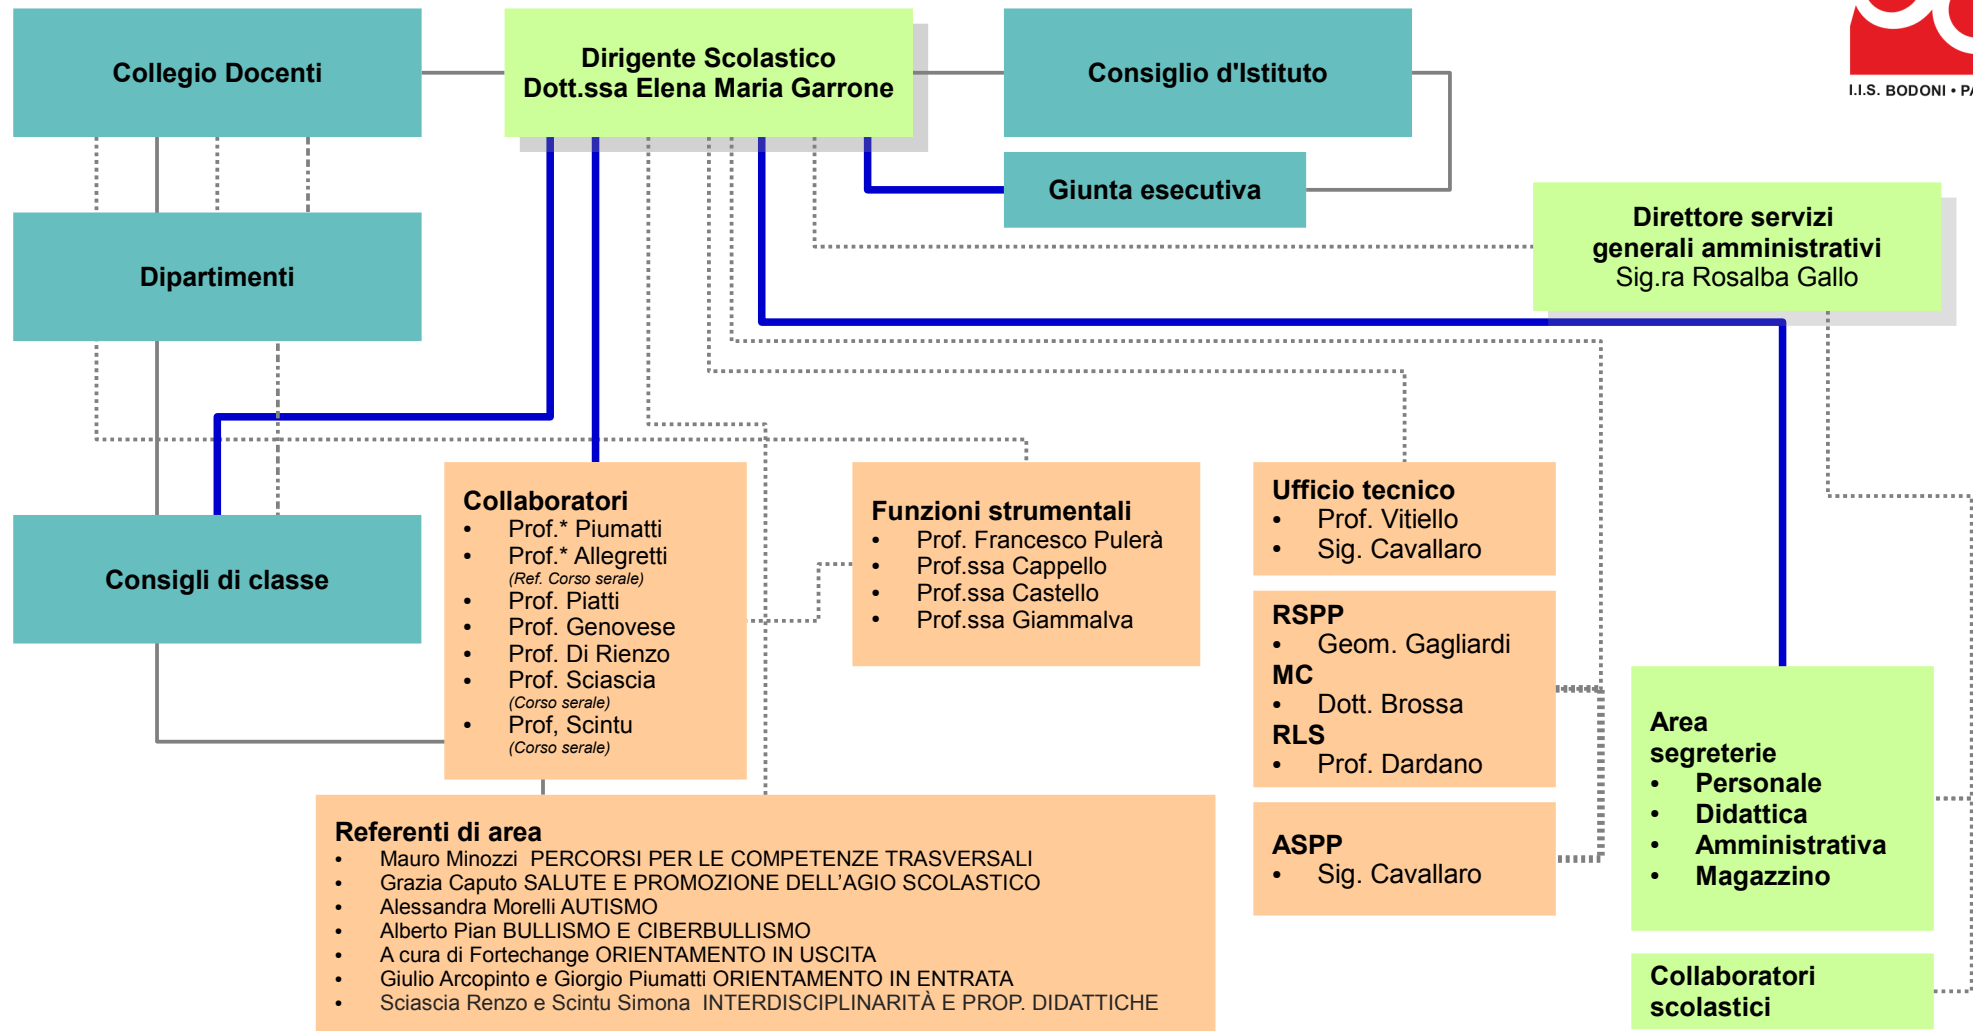 Collegio Docenti
Dirigente Scolastico
Dott.ssa Elena Maria Garrone
Consiglio d'Istituto
I.I.S. BODONI • PA
Giunta esecutiva
Direttore servizi
generali amministrativi
Sig.ra Rosalba Gallo
Dipartimenti
Consigli di classe
Collaboratori
• Prof.* Piumatti
• Prof.* Allegretti
(Ref. Corso serale)
• Prof. Piatti
• Prof. Genovese
• Prof. Di Rienzo
• Prof. Sciascia
(Corso serale)
• Prof, Scintu
(Corso serale)
Funzioni strumentali
• Prof. Francesco Pulerà
• Prof.ssa Cappello
• Prof.ssa Castello
• Prof.ssa Giammalva
Ufficio tecnico
• Prof. Vitiello
• Sig. Cavallaro
RSPP
• Geom. Gagliardi
MC
• Dott. Brossa
RLS
• Prof. Dardano
ASPP
• Sig. Cavallaro
Area
segreterie
• Personale
• Didattica
• Amministrativa
• Magazzino
Collaboratori
scolastici
Referenti di area
• Mauro Minozzi PERCORSI PER LE COMPETENZE TRASVERSALI
• Grazia Caputo SALUTE E PROMOZIONE DELL’AGIO SCOLASTICO
• Alessandra Morelli AUTISMO
• Alberto Pian BULLISMO E CIBERBULLISMO
• A cura di Fortechange ORIENTAMENTO IN USCITA
• Giulio Arcopinto e Giorgio Piumatti ORIENTAMENTO IN ENTRATA
• Sciascia Renzo e Scintu Simona INTERDISCIPLINARITÀ E PROP. DIDATTICHE